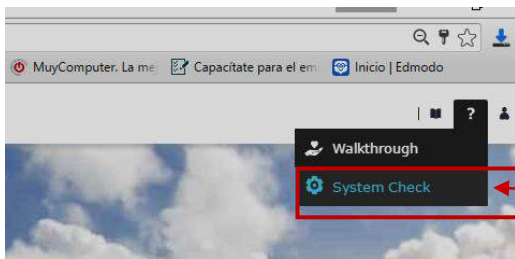 MuyComputer. La me Capacítate para el em Inicio | Edmodo
?
Walkthrough
System Check